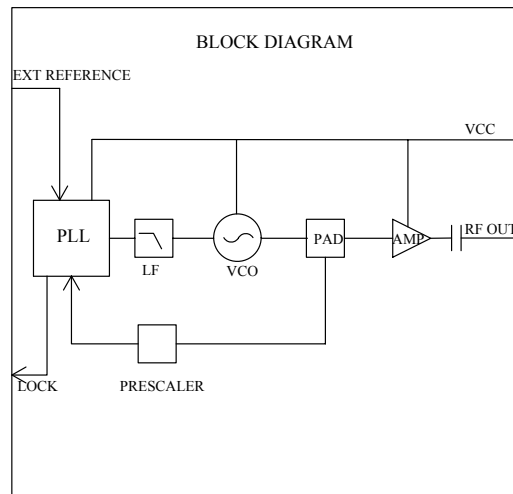 BLOCK DIAGRAM
EXT REFERENCE
VCC
PLL
LF
VCO
PAD
AMP
RF OUT
PRESCALER
LOCK